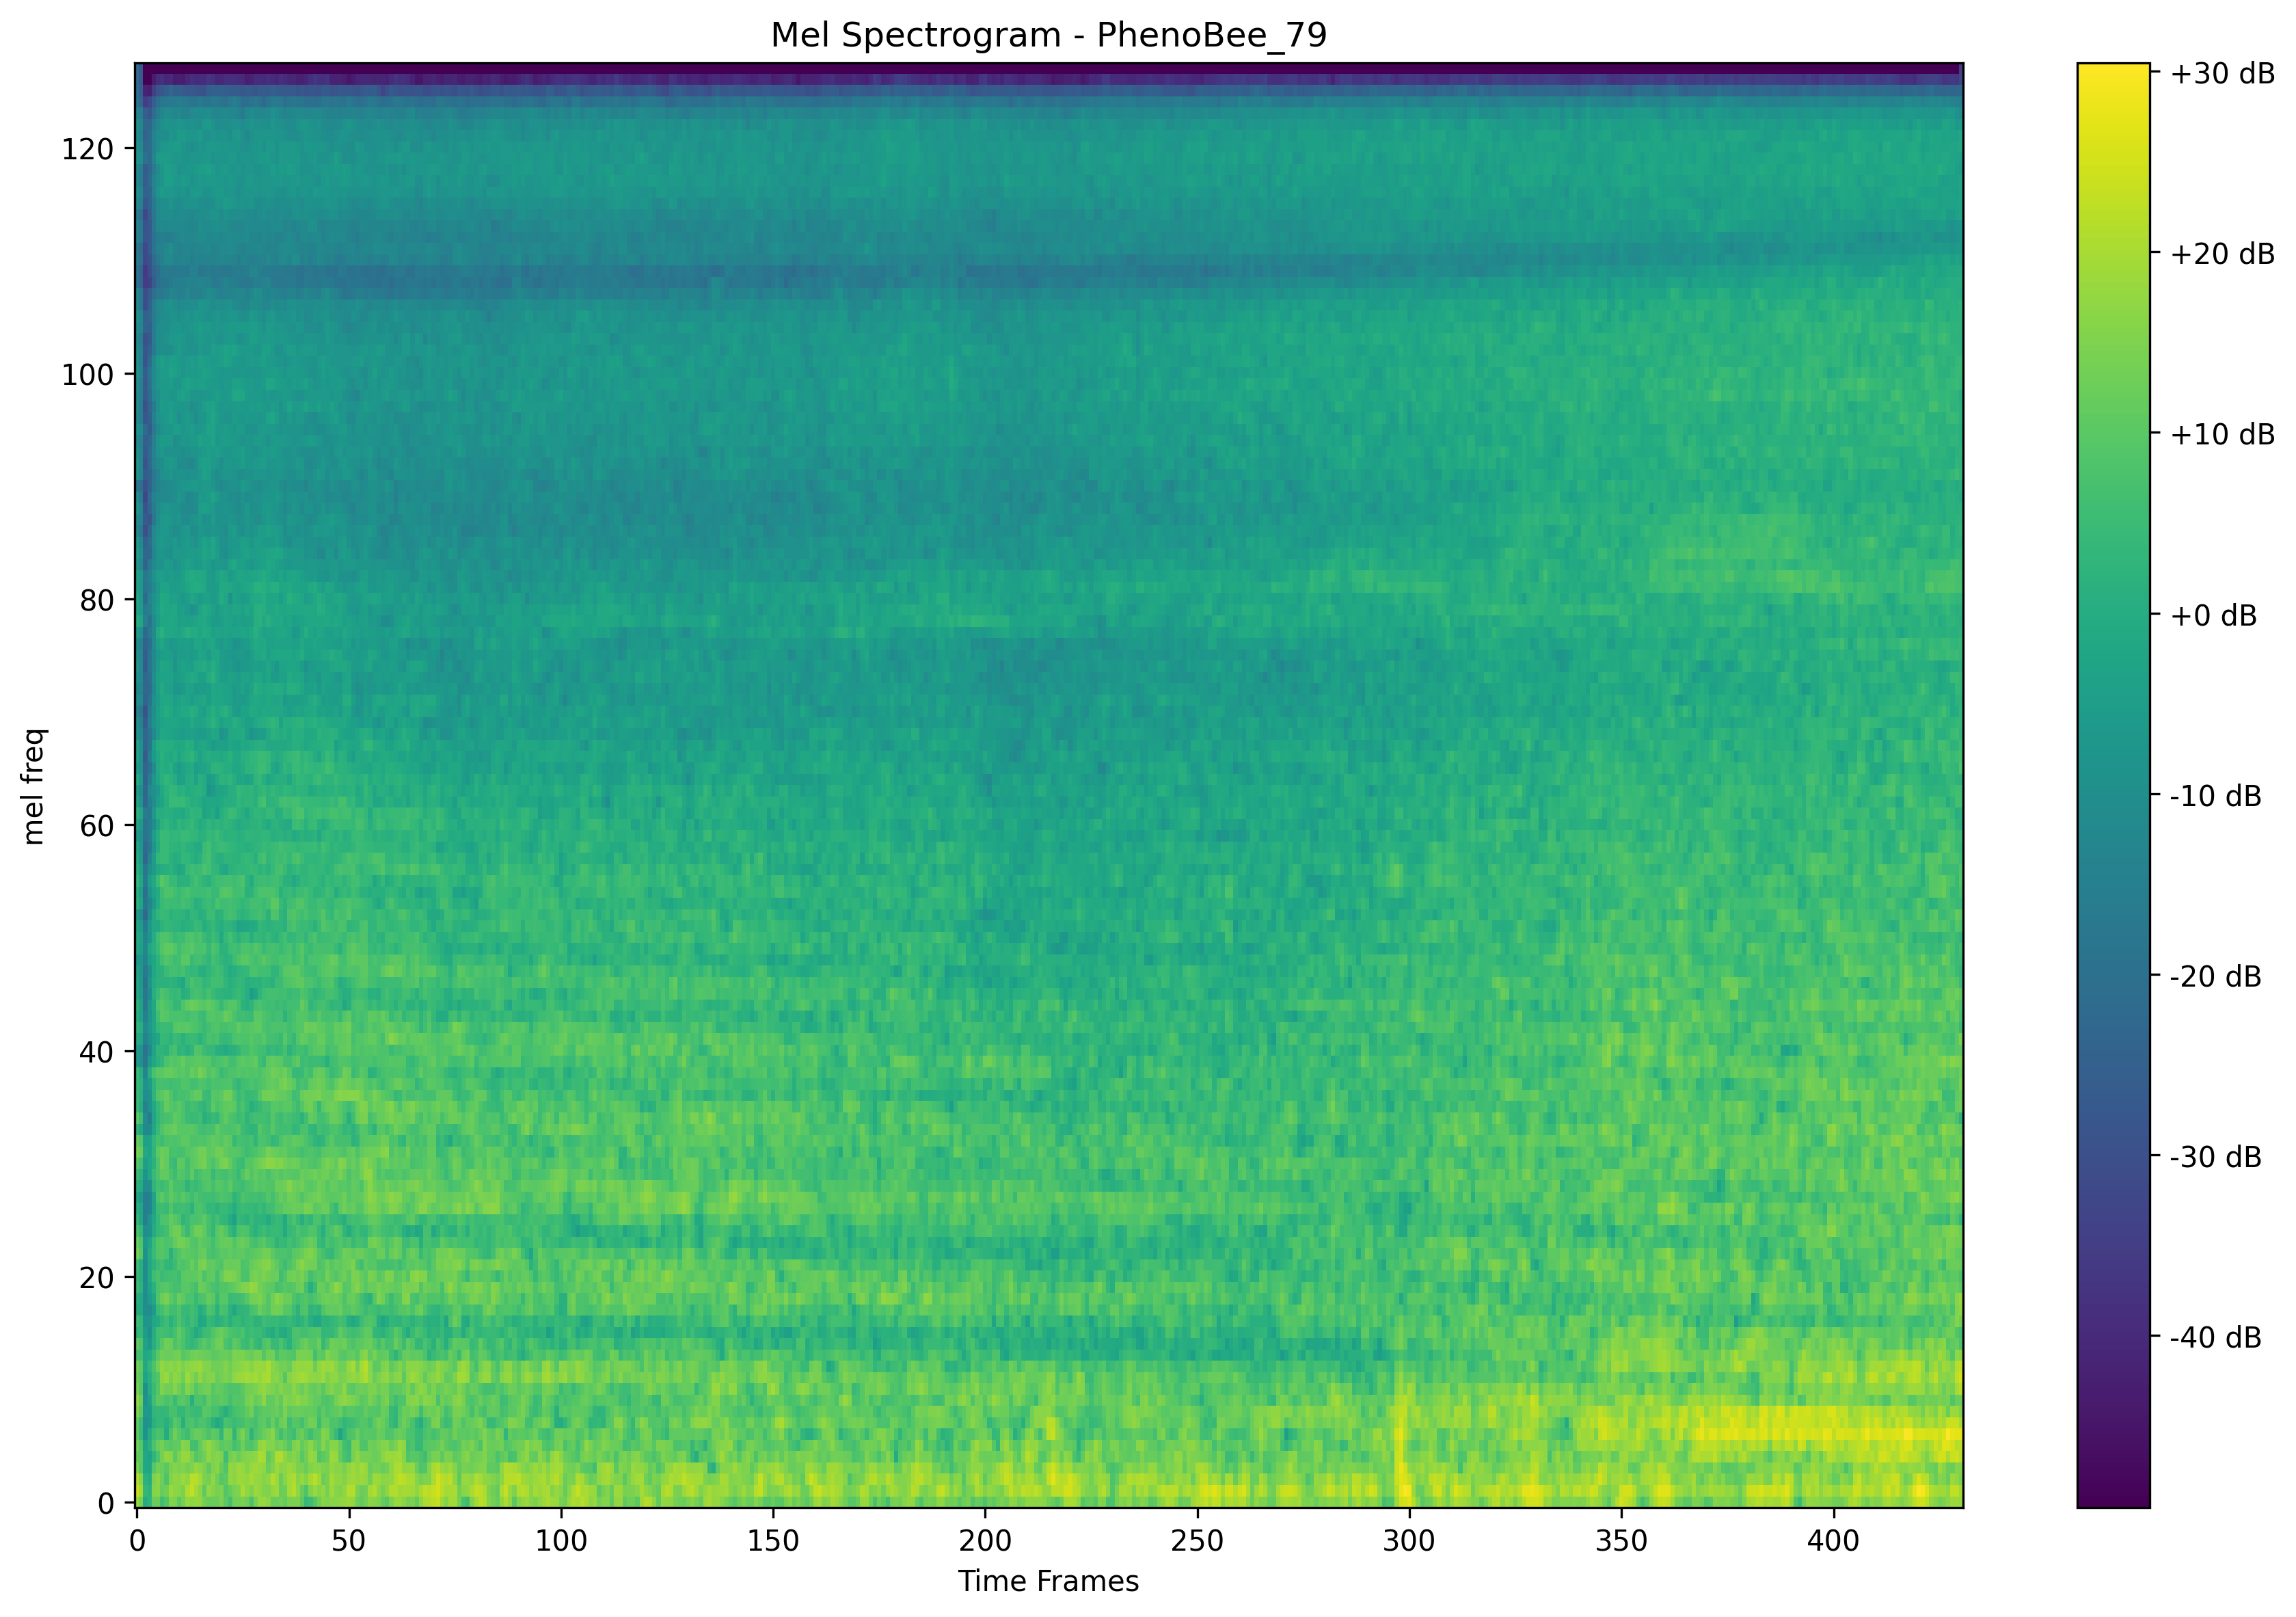 Mel Spectrogram - PhenoBee_79
mel freq
120
100
80
60
40
20
0
0 50 100 150 200 250 300 350 400
Time Frames
+30 dB
+20 dB
+10 dB
+0 dB
-10 dB
-20 dB
-30 dB
-40 dB